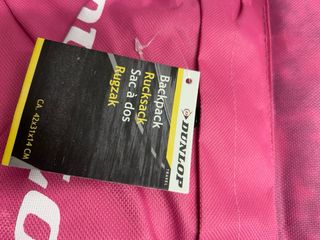 DUNLOP
Backpack
Rucksack
Sac à dos
Rugzak
CA. 42x31x14 CM